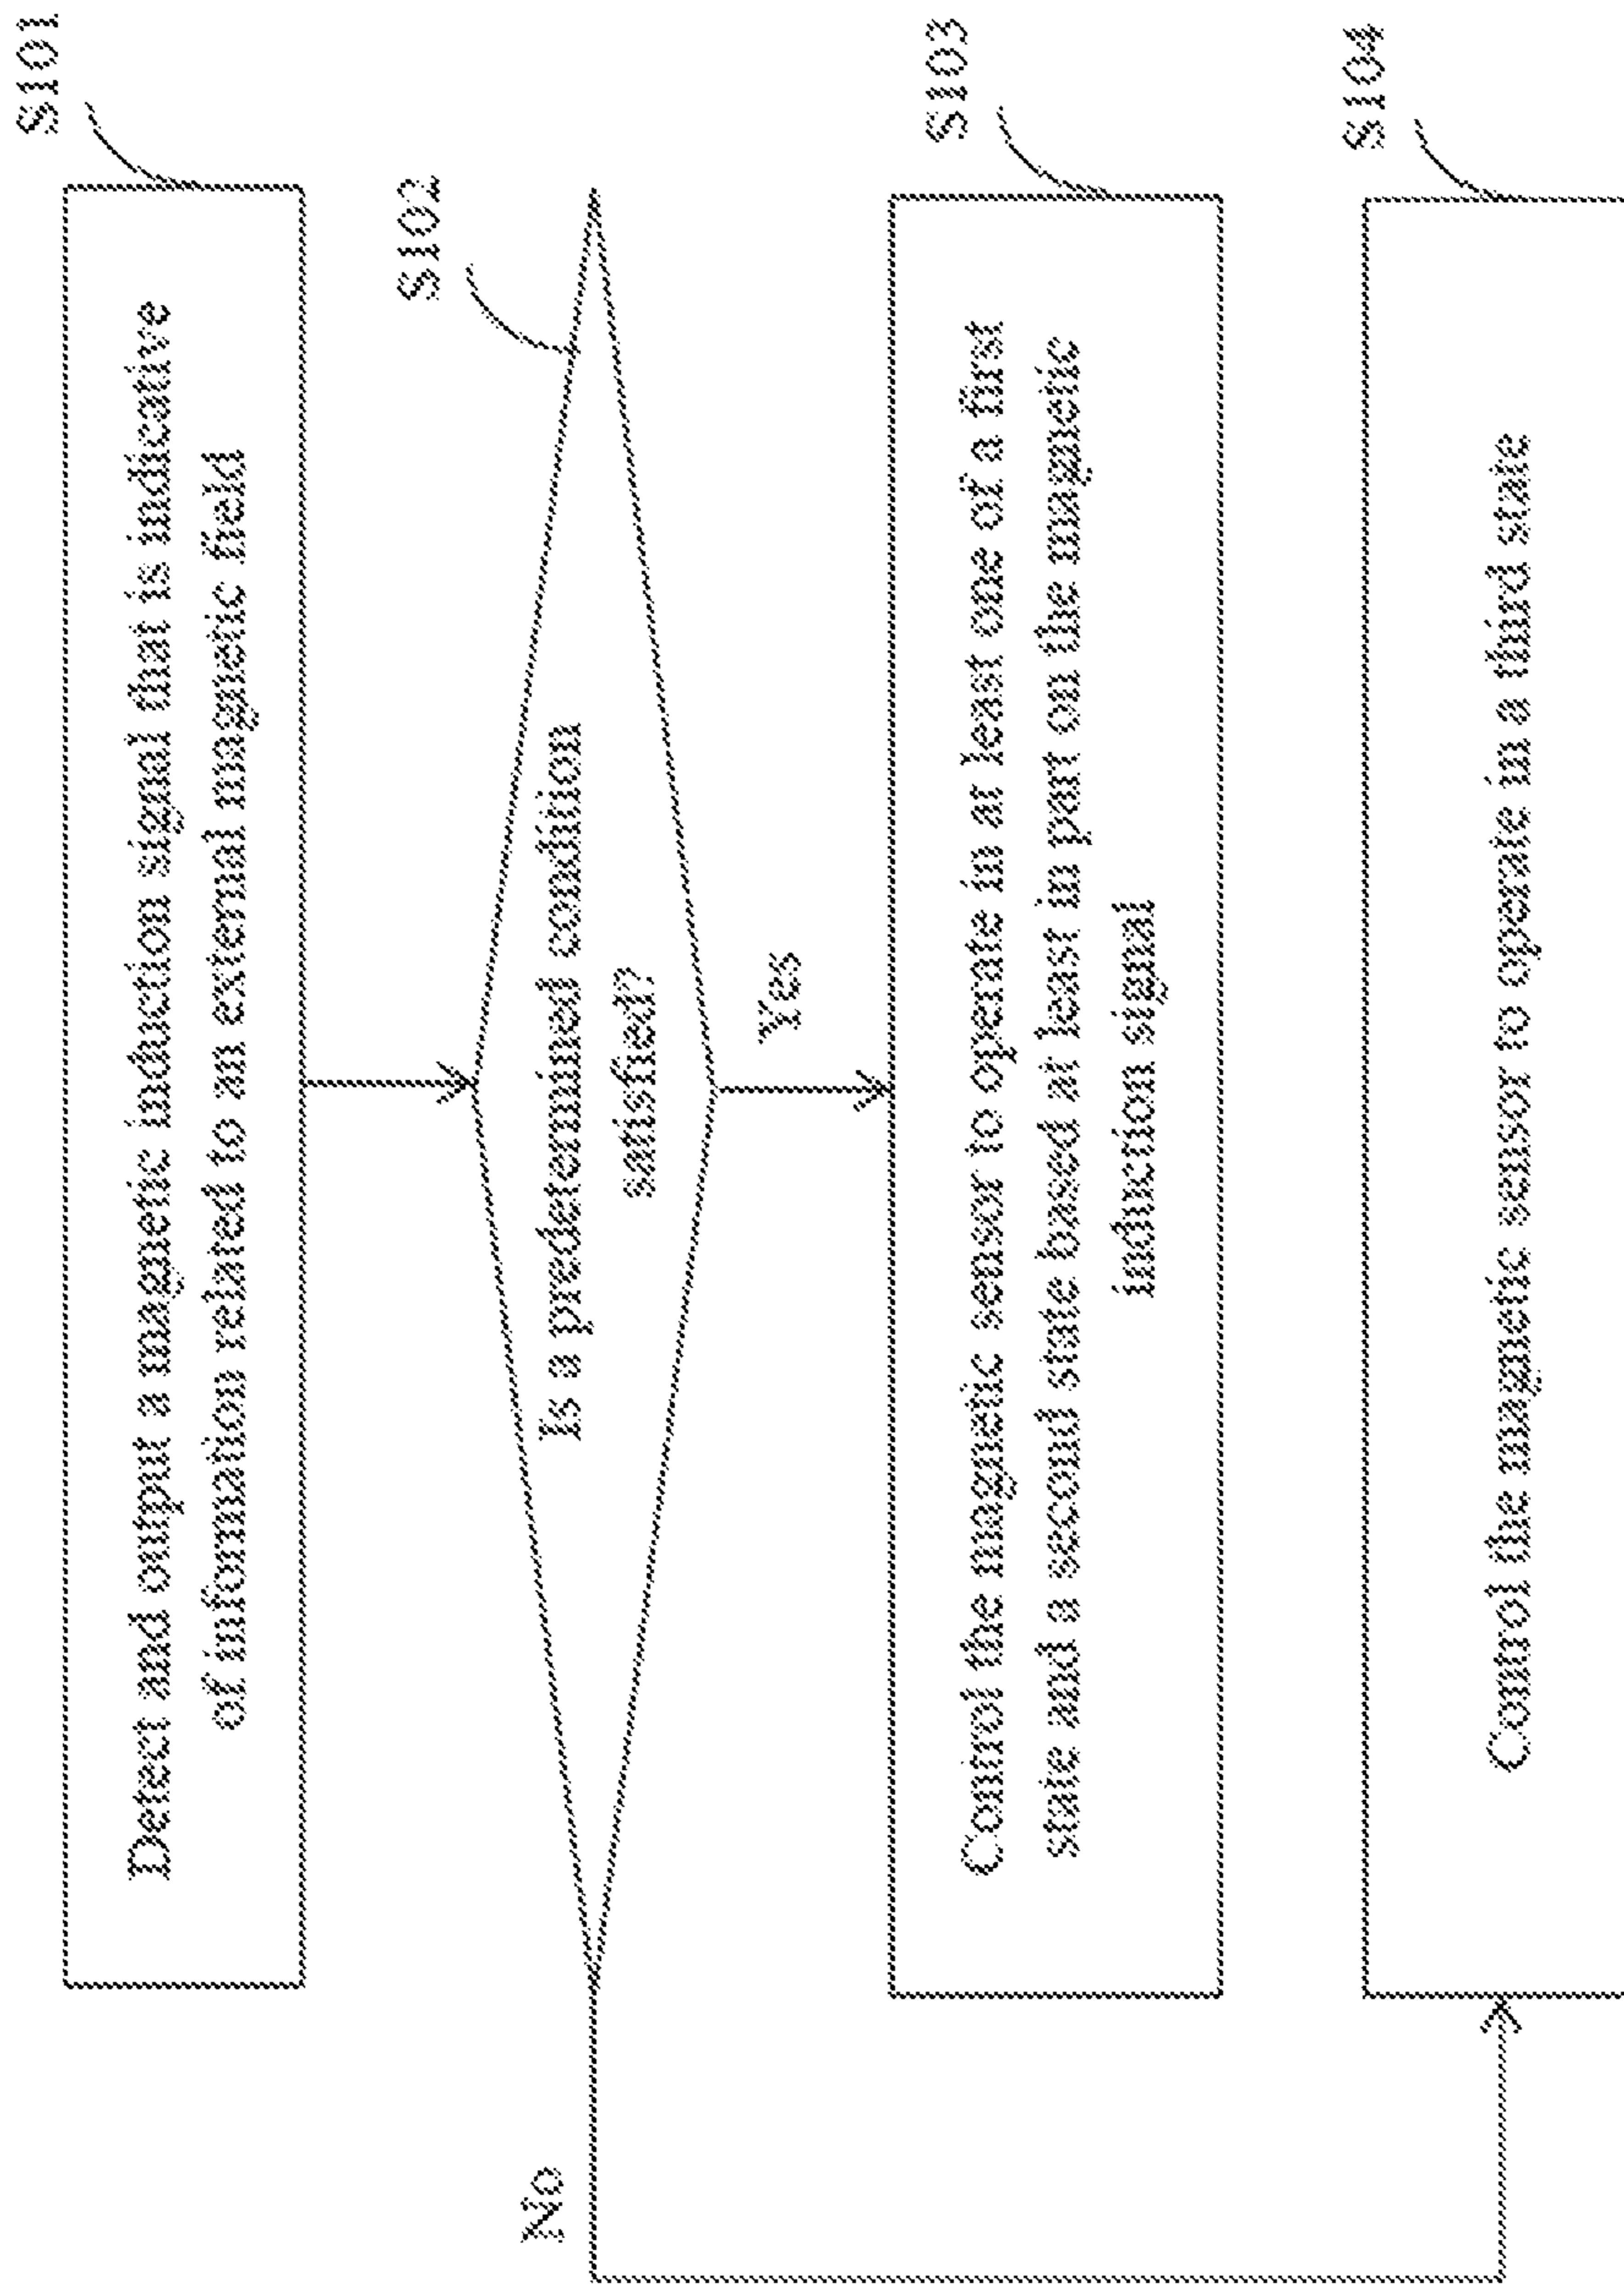 S101
Detect and output a magnetic induction signal that is indicative
of information related to an external magnetic field
S102
Is a predetermined condition
satisfied?
No
Yes
S103
Control the magnetic sensor to operate in at least one of a first
state and a second state based at least in part on the magnetic
induction signal
S104
Control the magnetic sensor to operate in a third state